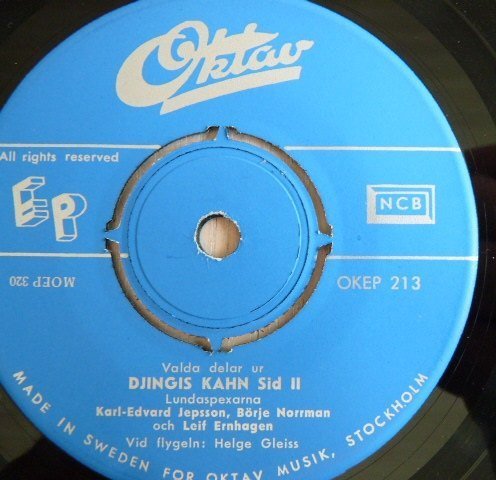 Oktav
All rights reserved
EP
NCB
MOEP 320
OKEP 213
Valda delar ur
DJINGIS KAHN Sid II
Lundaspexarna
Karl-Edvard Jepsson, Börje Norrman
och Leif Ernhagen
Vid flygeln: Helge Gleiss
MADE IN SWEDEN FOR OKTAV MUSIK, STOCKHOLM